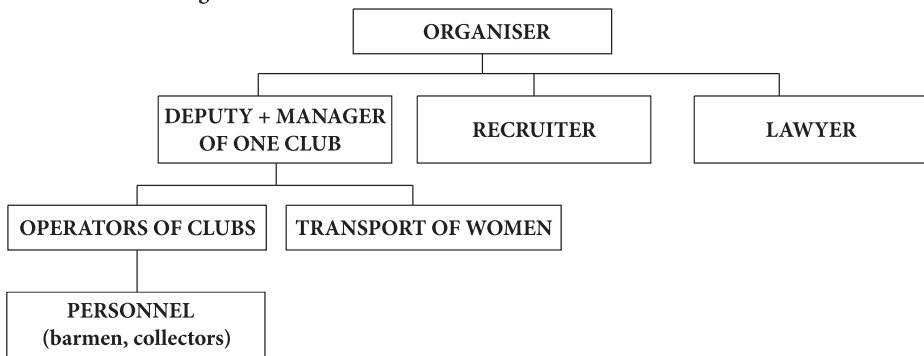 ORGANISER
DEPUTY + MANAGER
OF ONE CLUB
RECRUITER
LAWYER
OPERATORS OF CLUBS
TRANSPORT OF WOMEN
PERSONNEL
(barmen, collectors)